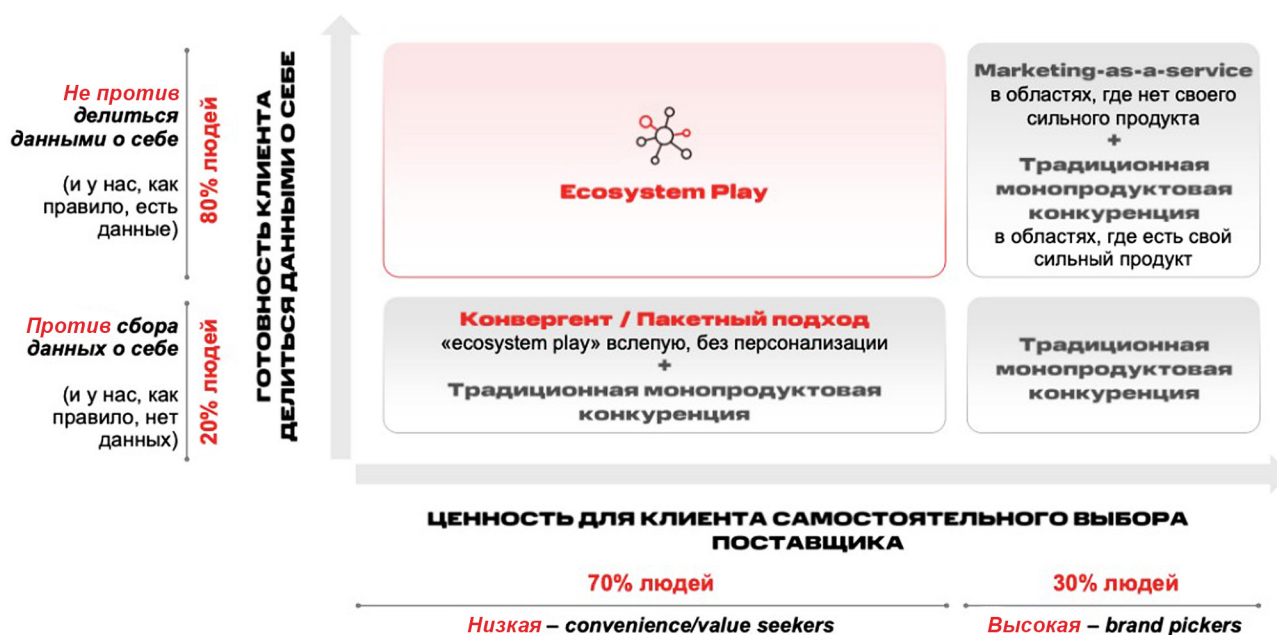 Не против
делиться
данными о себе
(и у нас, как
правило, есть
данные)
80% людей
Против сбора
данных о себе
(и у нас, как
правило, нет
данных)
20% людей
ГОТОВНОСТЬ КЛИЕНТА
ДЕЛИТЬСЯ ДАННЫМИ О СЕБЕ
Ecosystem Play
Marketing-as-a-service
в областях, где нет своего
сильного продукта
+
Традиционная
монопродуктовая
конкуренция
в областях, где есть свой
сильный продукт
Конвергент / Пакетный подход
«ecosystem play» вслепую, без персонализации
+
Традиционная монопродуктовая
конкуренция
Традиционная
монопродуктовая
конкуренция
ЦЕННОСТЬ ДЛЯ КЛИЕНТА САМОСТОЯТЕЛЬНОГО ВЫБОРА
ПОСТАВЩИКА
70% людей
30% людей
Низкая – convenience/value seekers
Высокая – brand pickers